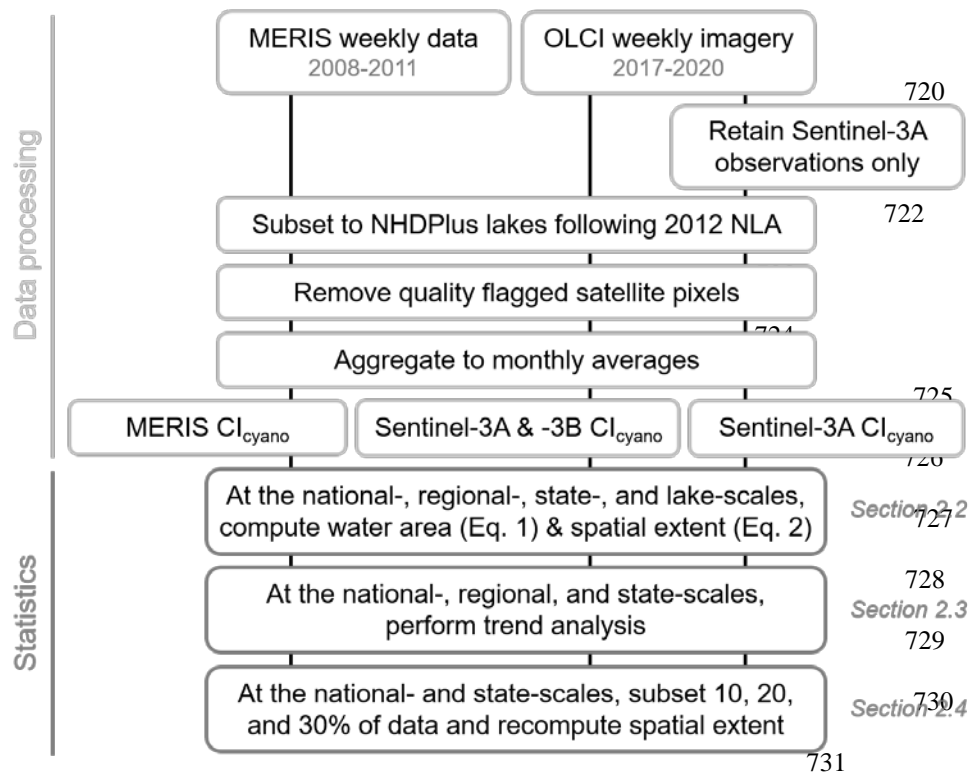 MERIS weekly data
2008-2011
OLCI weekly imagery
2017-2020
720
Retain Sentinel-3A
observations only
722
Data processing
Subset to NHDPlus lakes following 2012 NLA
Remove quality flagged satellite pixels
724
Aggregate to monthly averages
725
MERIS CIcyano
Sentinel-3A & -3B CIcyano
Sentinel-3A CIcyano
726
Statistics
At the national-, regional-, state-, and lake-scales,
compute water area (Eq. 1) & spatial extent (Eq. 2)
Section 2.2
727
728
At the national-, regional, and state-scales,
perform trend analysis
Section 2.3
729
At the national- and state-scales, subset 10, 20,
and 30% of data and recompute spatial extent
Section 2.4
730
731